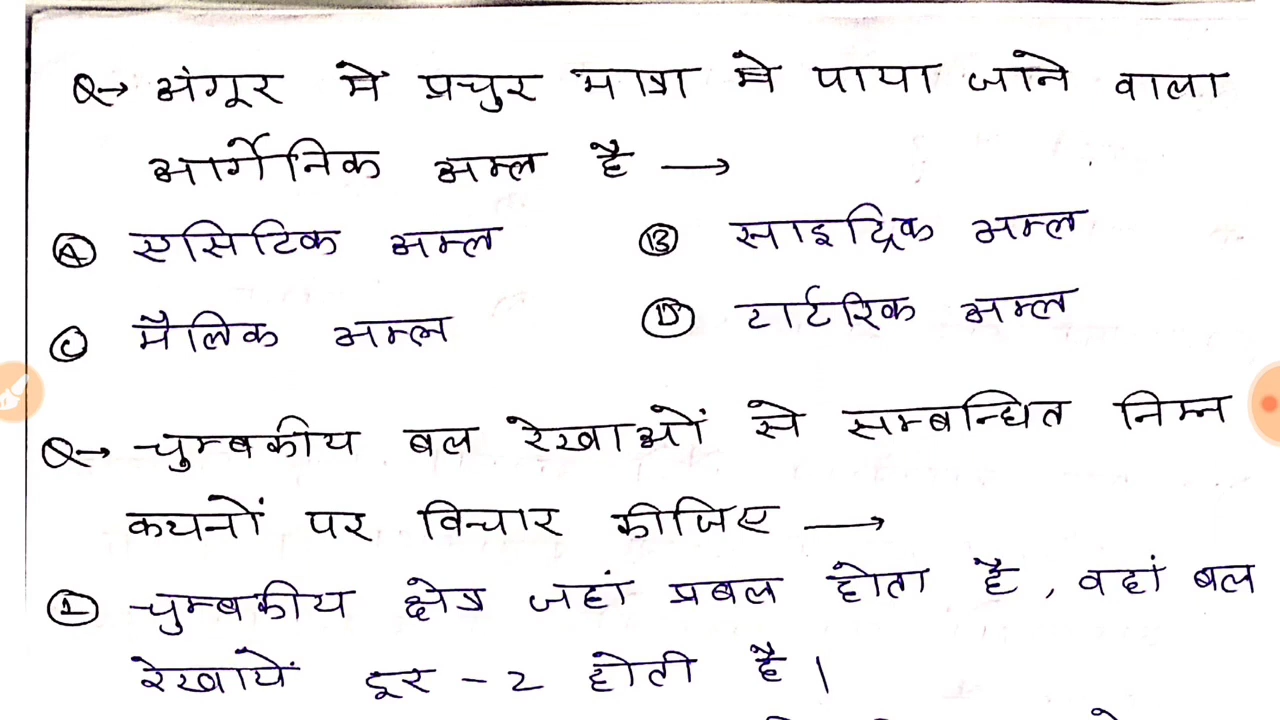 Q→ अंगूर में प्रचुर मात्रा मे पाया जाने वाला
आर्गेनिक अम्ल है →
Ⓐ एसिटिक अम्ल Ⓑ साइट्रिक अम्ल
Ⓒ मैलिक अम्ल Ⓓ टार्टरिक अम्ल
Q→ चुम्बकीय बल रेखाओं से सम्बन्धित निम्न
कथनों पर विचार कीजिए →
① चुम्बकीय क्षेत्र जहां प्रबल होता है , वहां बल
रेखायें दूर - 2 होती है ।